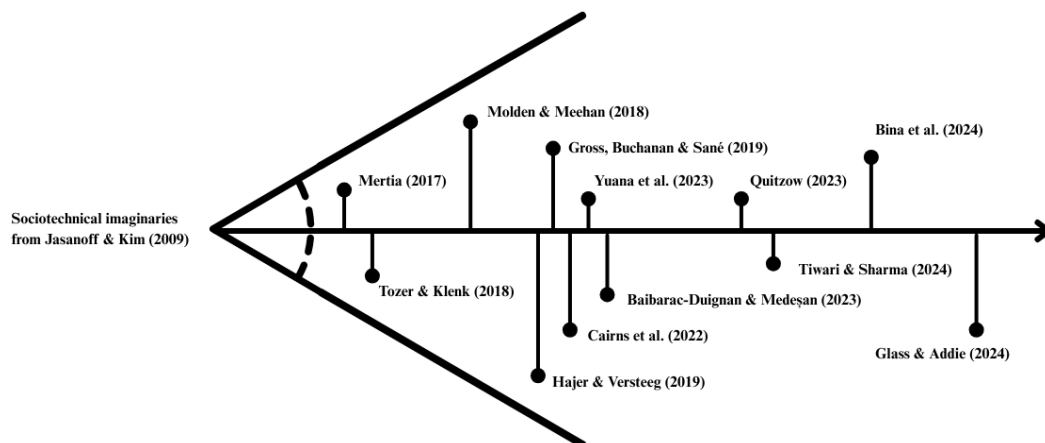 Sociotechnical imaginaries
from Jasanoff & Kim (2009)
Mertia (2017)
Tozer & Klenk (2018)
Molden & Meehan (2018)
Hajer & Versteeg (2019)
Gross, Buchanan & Sané (2019)
Cairns et al. (2022)
Yuana et al. (2023)
Baibarac-Duignan & Medeșan (2023)
Quitzow (2023)
Tiwari & Sharma (2024)
Bina et al. (2024)
Glass & Addie (2024)